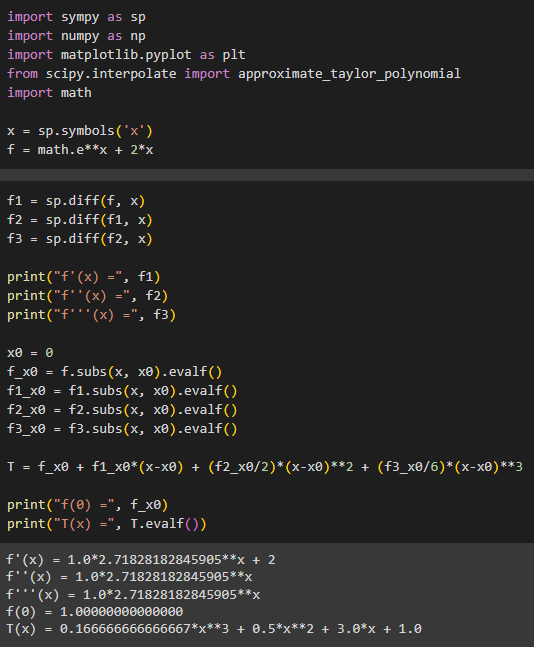 import sympy as sp
import numpy as np
import matplotlib.pyplot as plt
from scipy.interpolate import approximate_taylor_polynomial
import math
x = sp.symbols('x')
f = math.e**x + 2*x
f1 = sp.diff(f, x)
f2 = sp.diff(f1, x)
f3 = sp.diff(f2, x)
print("f'(x) =", f1)
print("f''(x) =", f2)
print("f'''(x) =", f3)
x0 = 0
f_x0 = f.subs(x, x0).evalf()
f1_x0 = f1.subs(x, x0).evalf()
f2_x0 = f2.subs(x, x0).evalf()
f3_x0 = f3.subs(x, x0).evalf()
T = f_x0 + f1_x0*(x-x0) + (f2_x0/2)*(x-x0)**2 + (f3_x0/6)*(x-x0)**3
print("f(0) =", f_x0)
print("T(x) =", T.evalf())
f'(x) = 1.0*2.71828182845905**x + 2
f''(x) = 1.0*2.71828182845905**x
f'''(x) = 1.0*2.71828182845905**x
f(0) = 1.00000000000000
T(x) = 0.166666666666667*x**3 + 0.5*x**2 + 3.0*x + 1.0